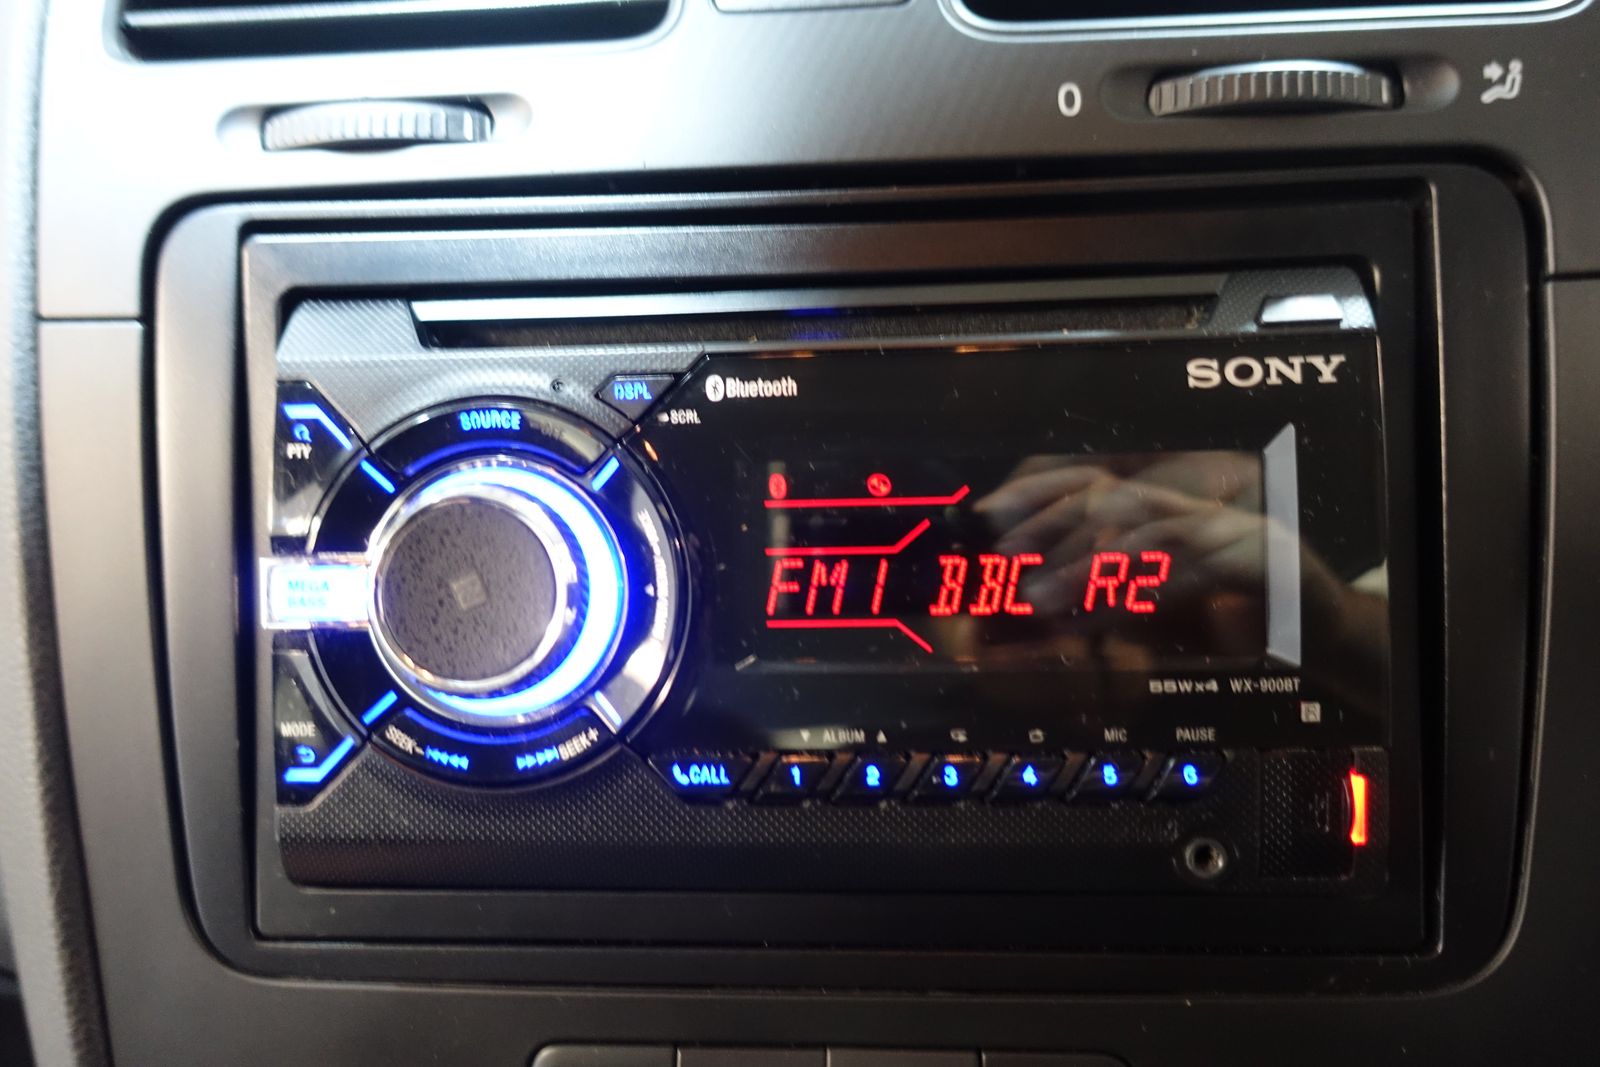 0
SONY
Bluetooth
DSPL
SCRL
SOURCE
PTY
FM1 BBC R2
MEGA
BASS
55W×4 WX-900BT
MODE
SEEK-
SEEK+
ALBUM
MIC
PAUSE
CALL
1 2 3 4 5 6